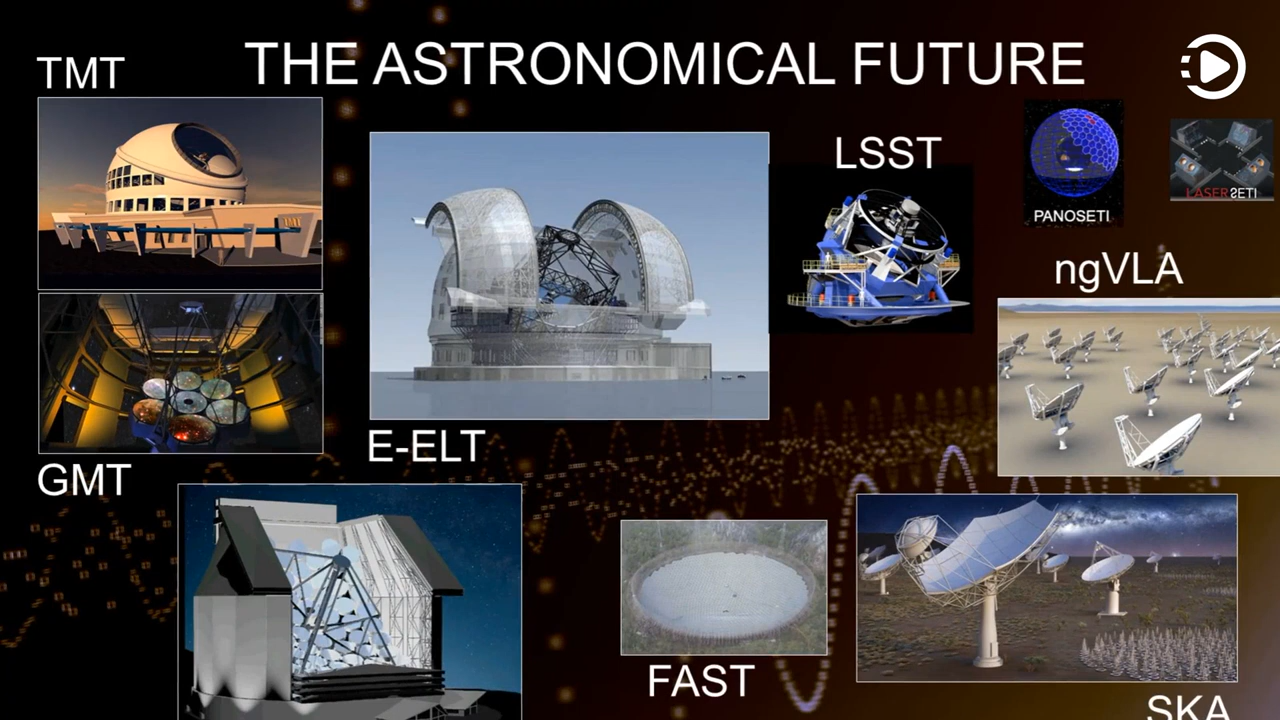 THE ASTRONOMICAL FUTURE
TMT
LSST
PANOSETI
LASERSETI
ngVLA
E-ELT
GMT
FAST
SKA